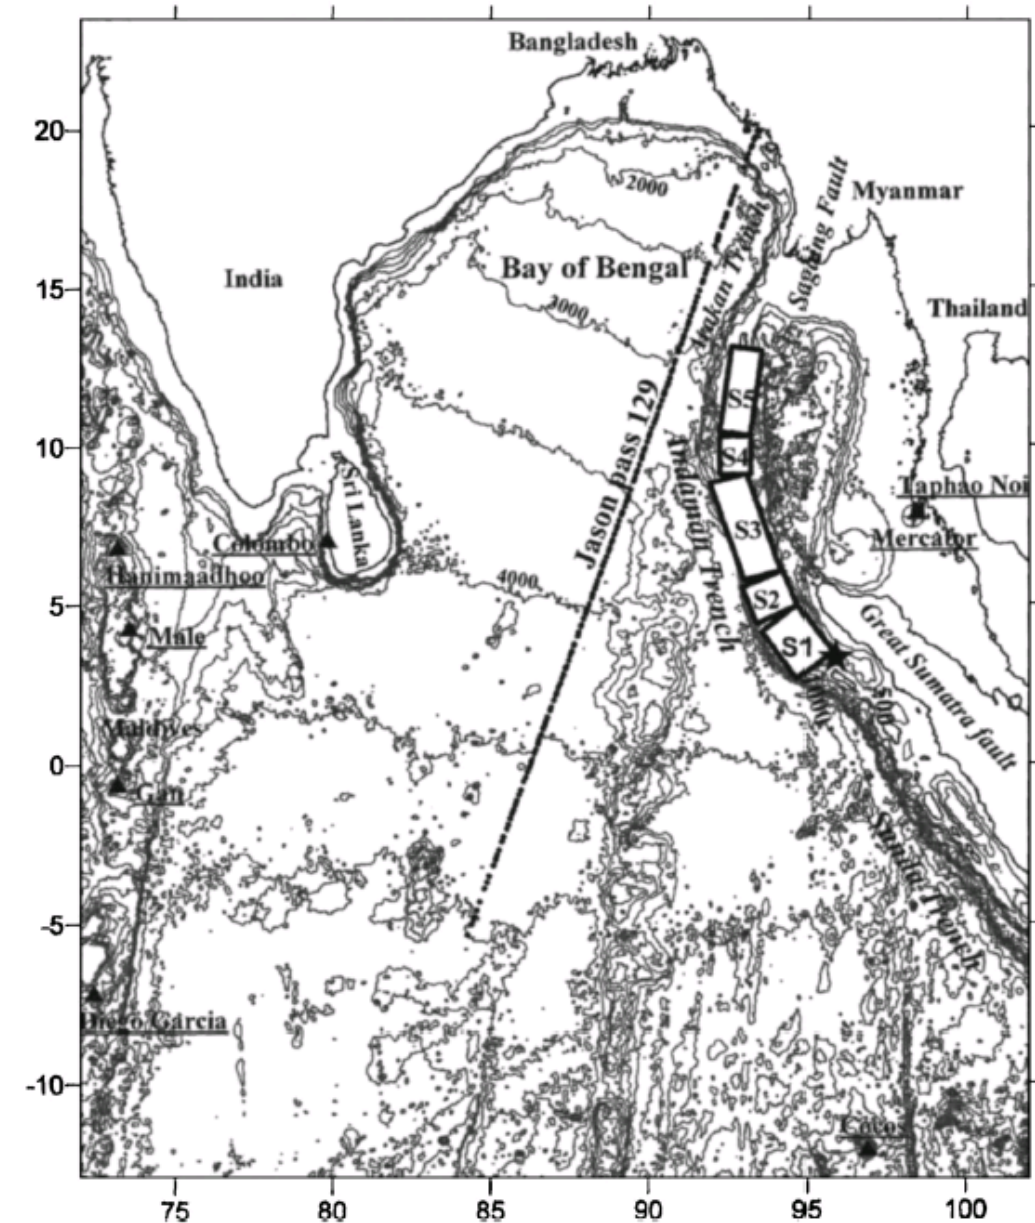 Bangladesh
20
2000
Myanmar
Sagaing Fault
Arakan Trench
Bay of Bengal
India
15
3000
Thailand
Jason pass 129
S5
10
S4
Andaman Trench
Sri Lanka
Taphao Noi
S3
Colombo
Mercator
Hanimaadhoo
4000
S2
5
Great Sumatra fault
Male
S1
500
Maldives
0
Gan
Sunda Trench
-5
Diego Garcia
-10
Cocos
75
80
85
90
95
100